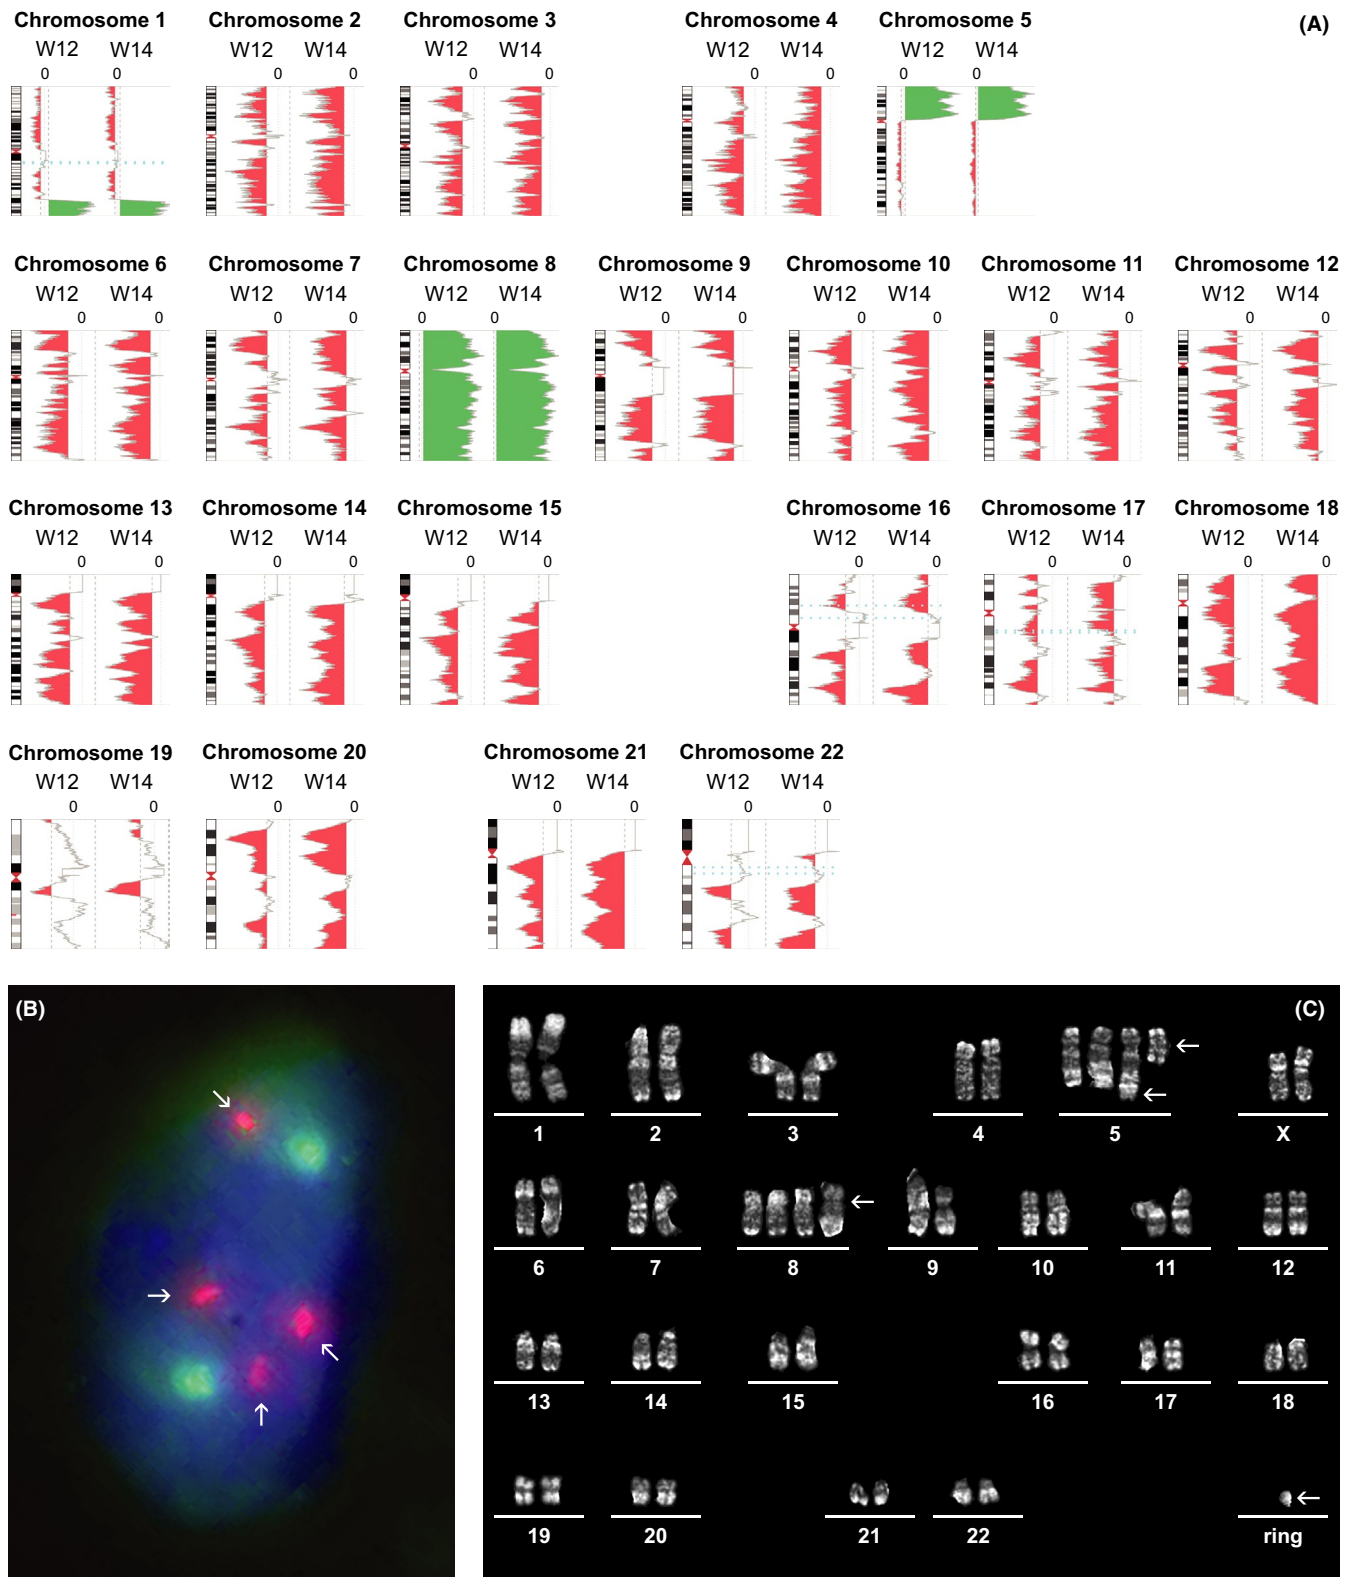 Chromosome 1 Chromosome 2 Chromosome 3 Chromosome 4 Chromosome 5 (A)
W12 W14 W12 W14 W12 W14 W12 W14 W12 W14
0 0 0 0 0 0 0 0 0 0
Chromosome 6 Chromosome 7 Chromosome 8 Chromosome 9 Chromosome 10 Chromosome 11 Chromosome 12
W12 W14 W12 W14 W12 W14 W12 W14 W12 W14 W12 W14 W12 W14
0 0 0 0 0 0 0 0 0 0 0 0 0 0
Chromosome 13 Chromosome 14 Chromosome 15 Chromosome 16 Chromosome 17 Chromosome 18
W12 W14 W12 W14 W12 W14 W12 W14 W12 W14 W12 W14
0 0 0 0 0 0 0 0 0 0 0 0
Chromosome 19 Chromosome 20 Chromosome 21 Chromosome 22
W12 W14 W12 W14 W12 W14 W12 W14
0 0 0 0 0 0 0 0
(B)
(C)
1 2 3 4 5 X
6 7 8 9 10 11 12
13 14 15 16 17 18
19 20 21 22 ring